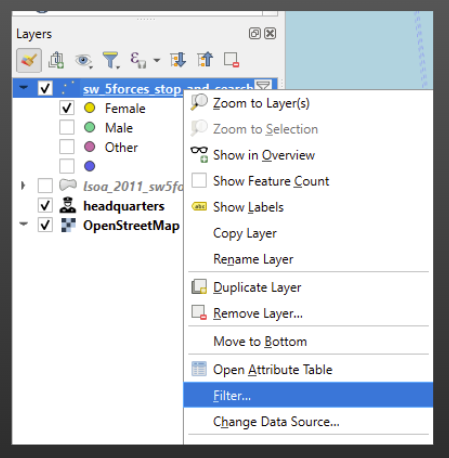 Layers
sw_5forces_stop_and_search
Female
Male
Other
lsoa_2011_sw5fo
headquarters
OpenStreetMap
Zoom to Layer(s)
Zoom to Selection
Show in Overview
Show Feature Count
abc Show Labels
Copy Layer
Rename Layer
Duplicate Layer
Remove Layer...
Move to Bottom
Open Attribute Table
Filter...
Change Data Source...